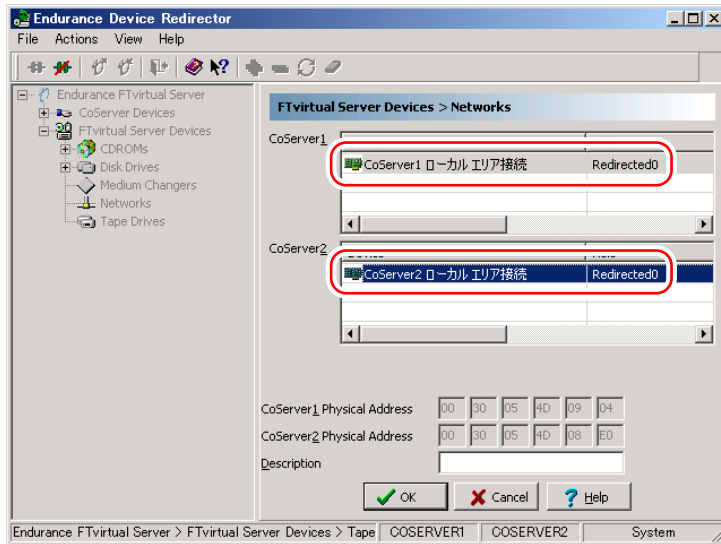 Endurance Device Redirector
File Actions View Help
Endurance FTvirtual Server
CoServer Devices
FTvirtual Server Devices
CDROMs
Disk Drives
Medium Changers
Networks
Tape Drives
FTvirtual Server Devices > Networks
CoServer1
CoServer1 ローカル エリア接続 Redirected0
CoServer2
CoServer2 ローカル エリア接続 Redirected0
CoServer1 Physical Address 00 30 05 4D 09 04
CoServer2 Physical Address 00 30 05 4D 08 E0
Description
OK Cancel Help
Endurance FTvirtual Server > FTvirtual Server Devices > Tape COSERVER1 COSERVER2 System